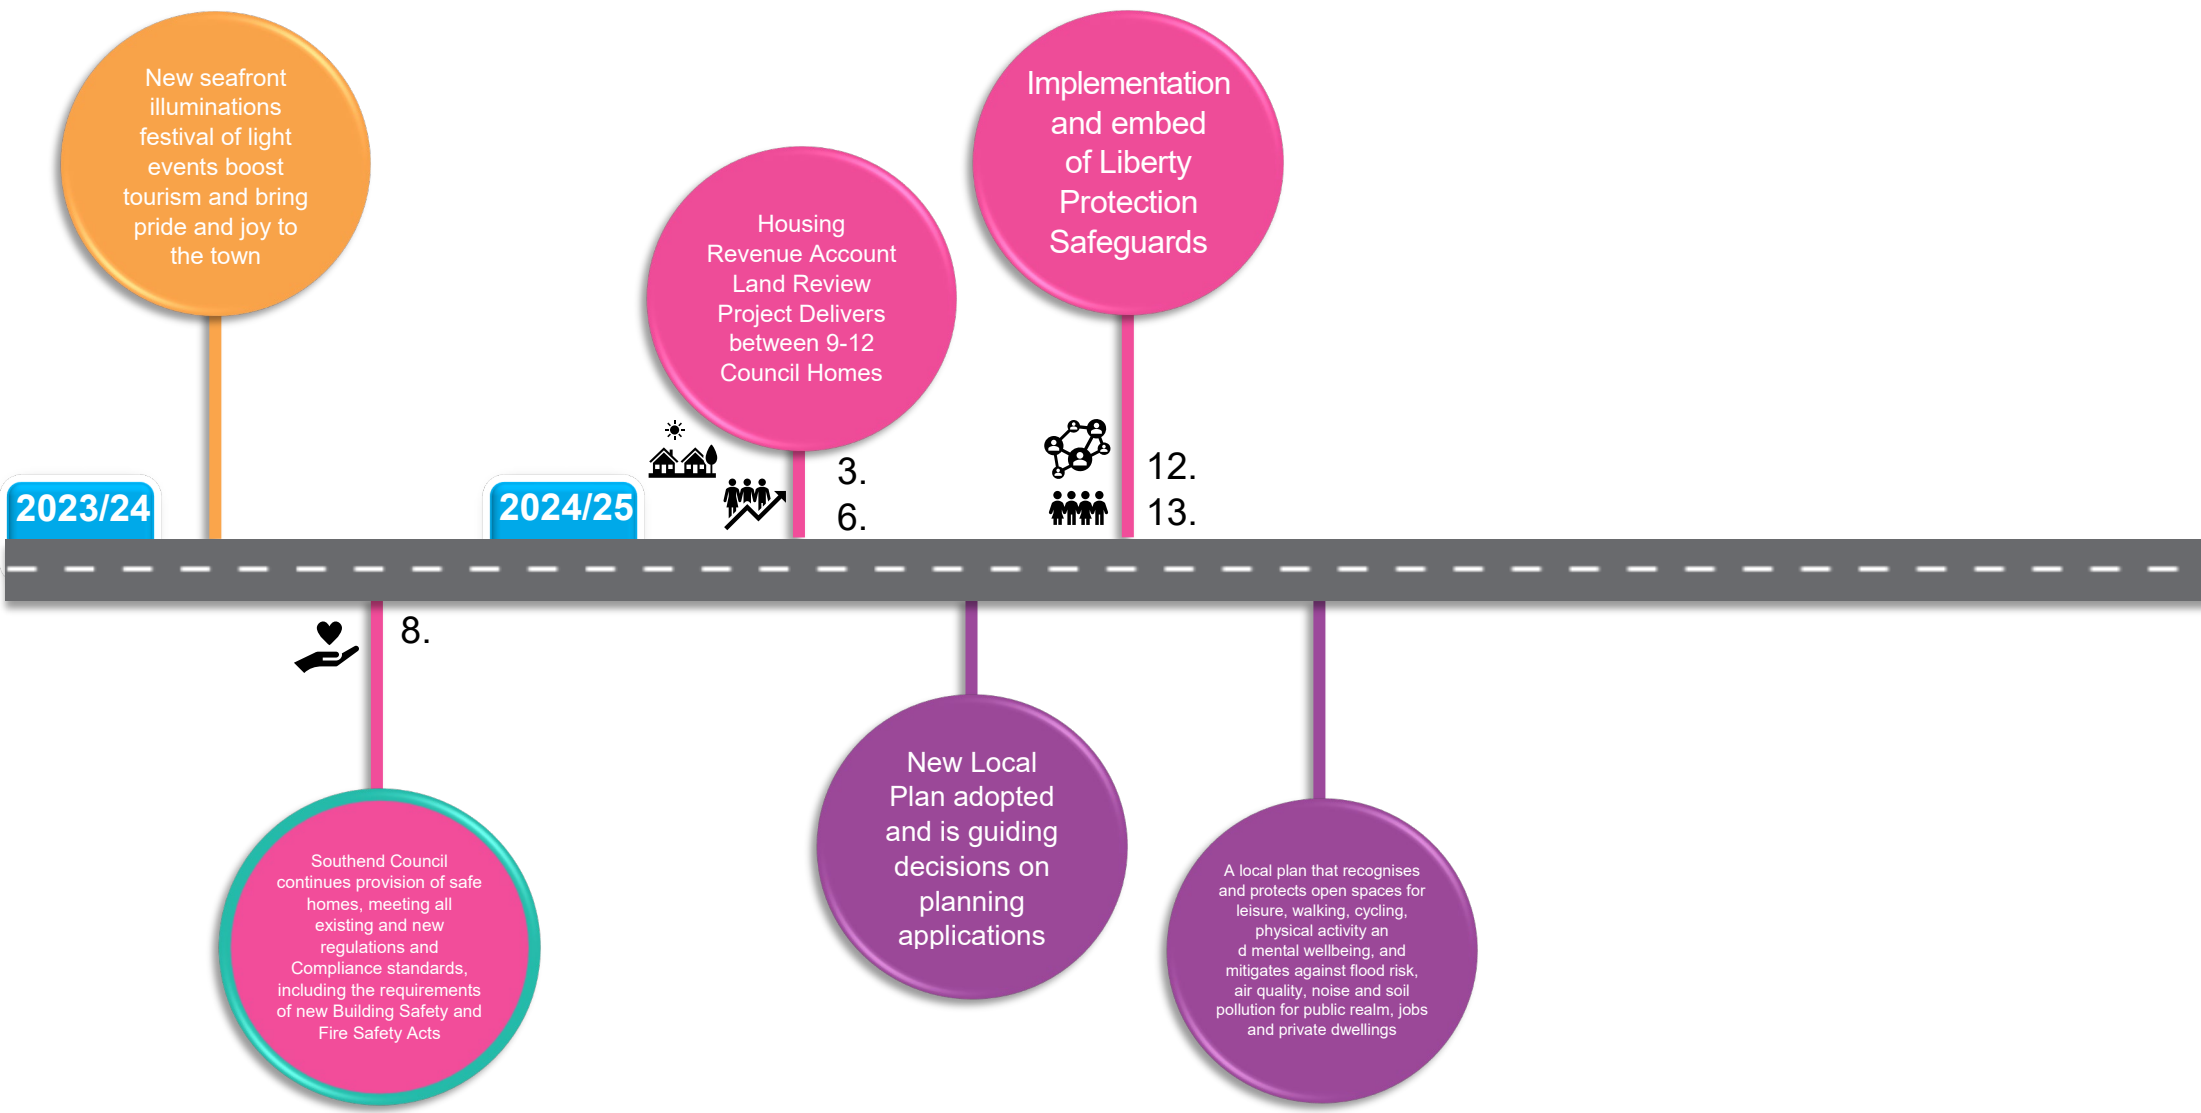 New seafront
illuminations
festival of light
events boost
tourism and bring
pride and joy to
the town
Implementation
and embed
of Liberty
Protection
Safeguards
Housing
Revenue Account
Land Review
Project Delivers
between 9-12
Council Homes
3.
6.
12.
13.
2023/24
2024/25
8.
Southend Council
continues provision of safe
homes, meeting all
existing and new
regulations and
Compliance standards,
including the requirements
of new Building Safety and
Fire Safety Acts
New Local
Plan adopted
and is guiding
decisions on
planning
applications
A local plan that recognises
and protects open spaces for
leisure, walking, cycling,
physical activity an
d mental wellbeing, and
mitigates against flood risk,
air quality, noise and soil
pollution for public realm, jobs
and private dwellings